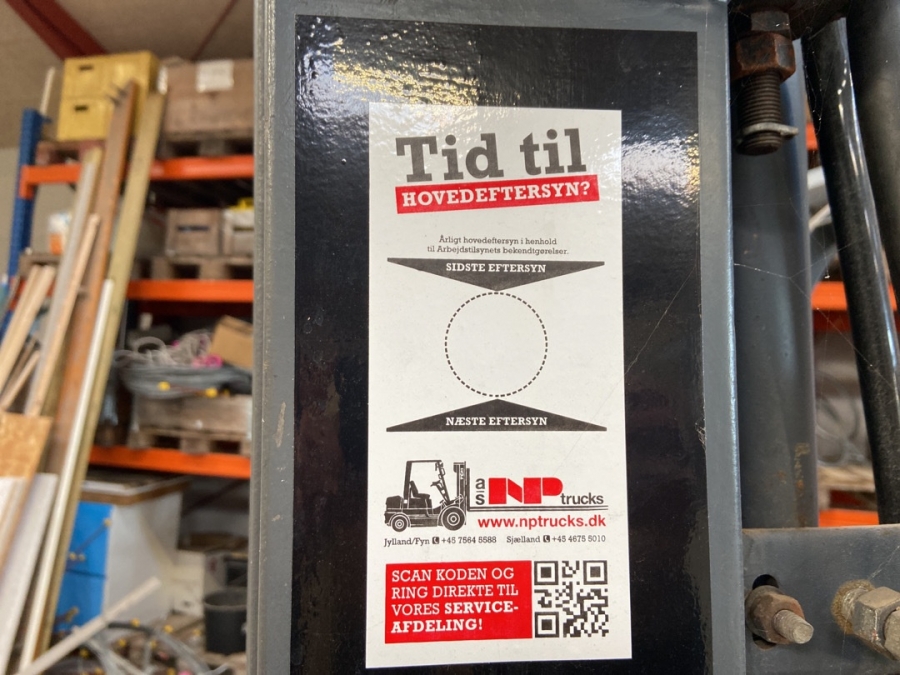 Tid til
HOVEDEFTERSYN?
Årligt hovedeftersyn i henhold
til Arbejdstilsynets bekendtgørelser.
SIDSTE EFTERSYN
NÆSTE EFTERSYN
a/s NP trucks
www.nptrucks.dk
Jylland/Fyn +45 7564 5588 Sjælland +45 4675 5010
SCAN KODEN OG
RING DIREKTE TIL
VORES SERVICE-
AFDELING!